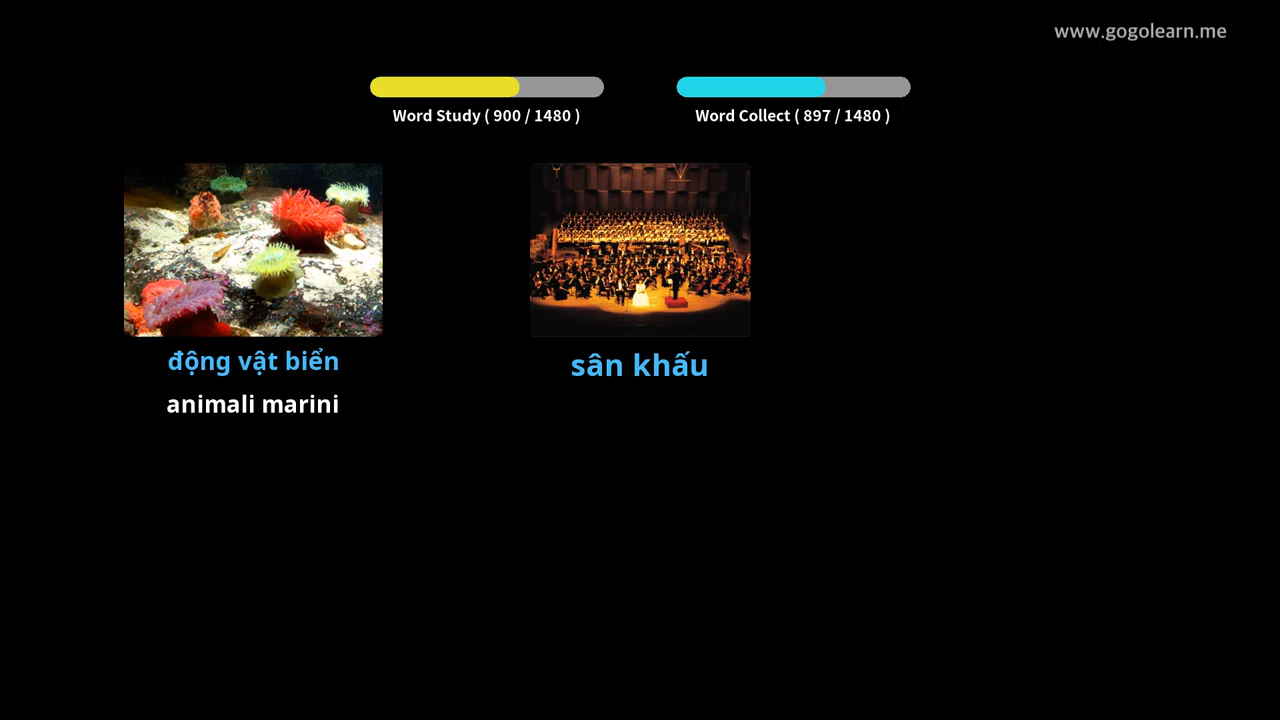 www.gogolearn.me
Word Study ( 900 / 1480 )
Word Collect ( 897 / 1480 )
động vật biển
animali marini
sân khấu